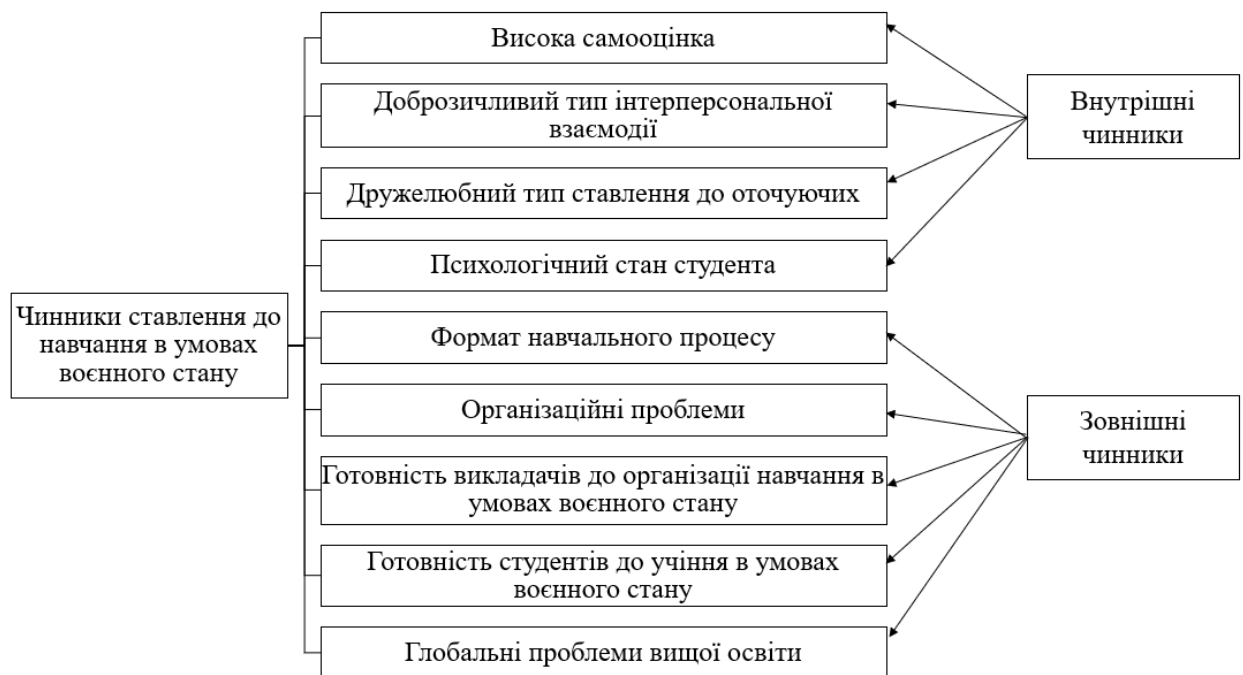 Чинники ставлення до
навчання в умовах
воєнного стану
Висока самооцінка
Доброзичливий тип інтерперсональної
взаємодії
Дружелюбний тип ставлення до оточуючих
Психологічний стан студента
Формат навчального процесу
Організаційні проблеми
Готовність викладачів до організації навчання в
умовах воєнного стану
Готовність студентів до учіння в умовах
воєнного стану
Глобальні проблеми вищої освіти
Внутрішні
чинники
Зовнішні
чинники